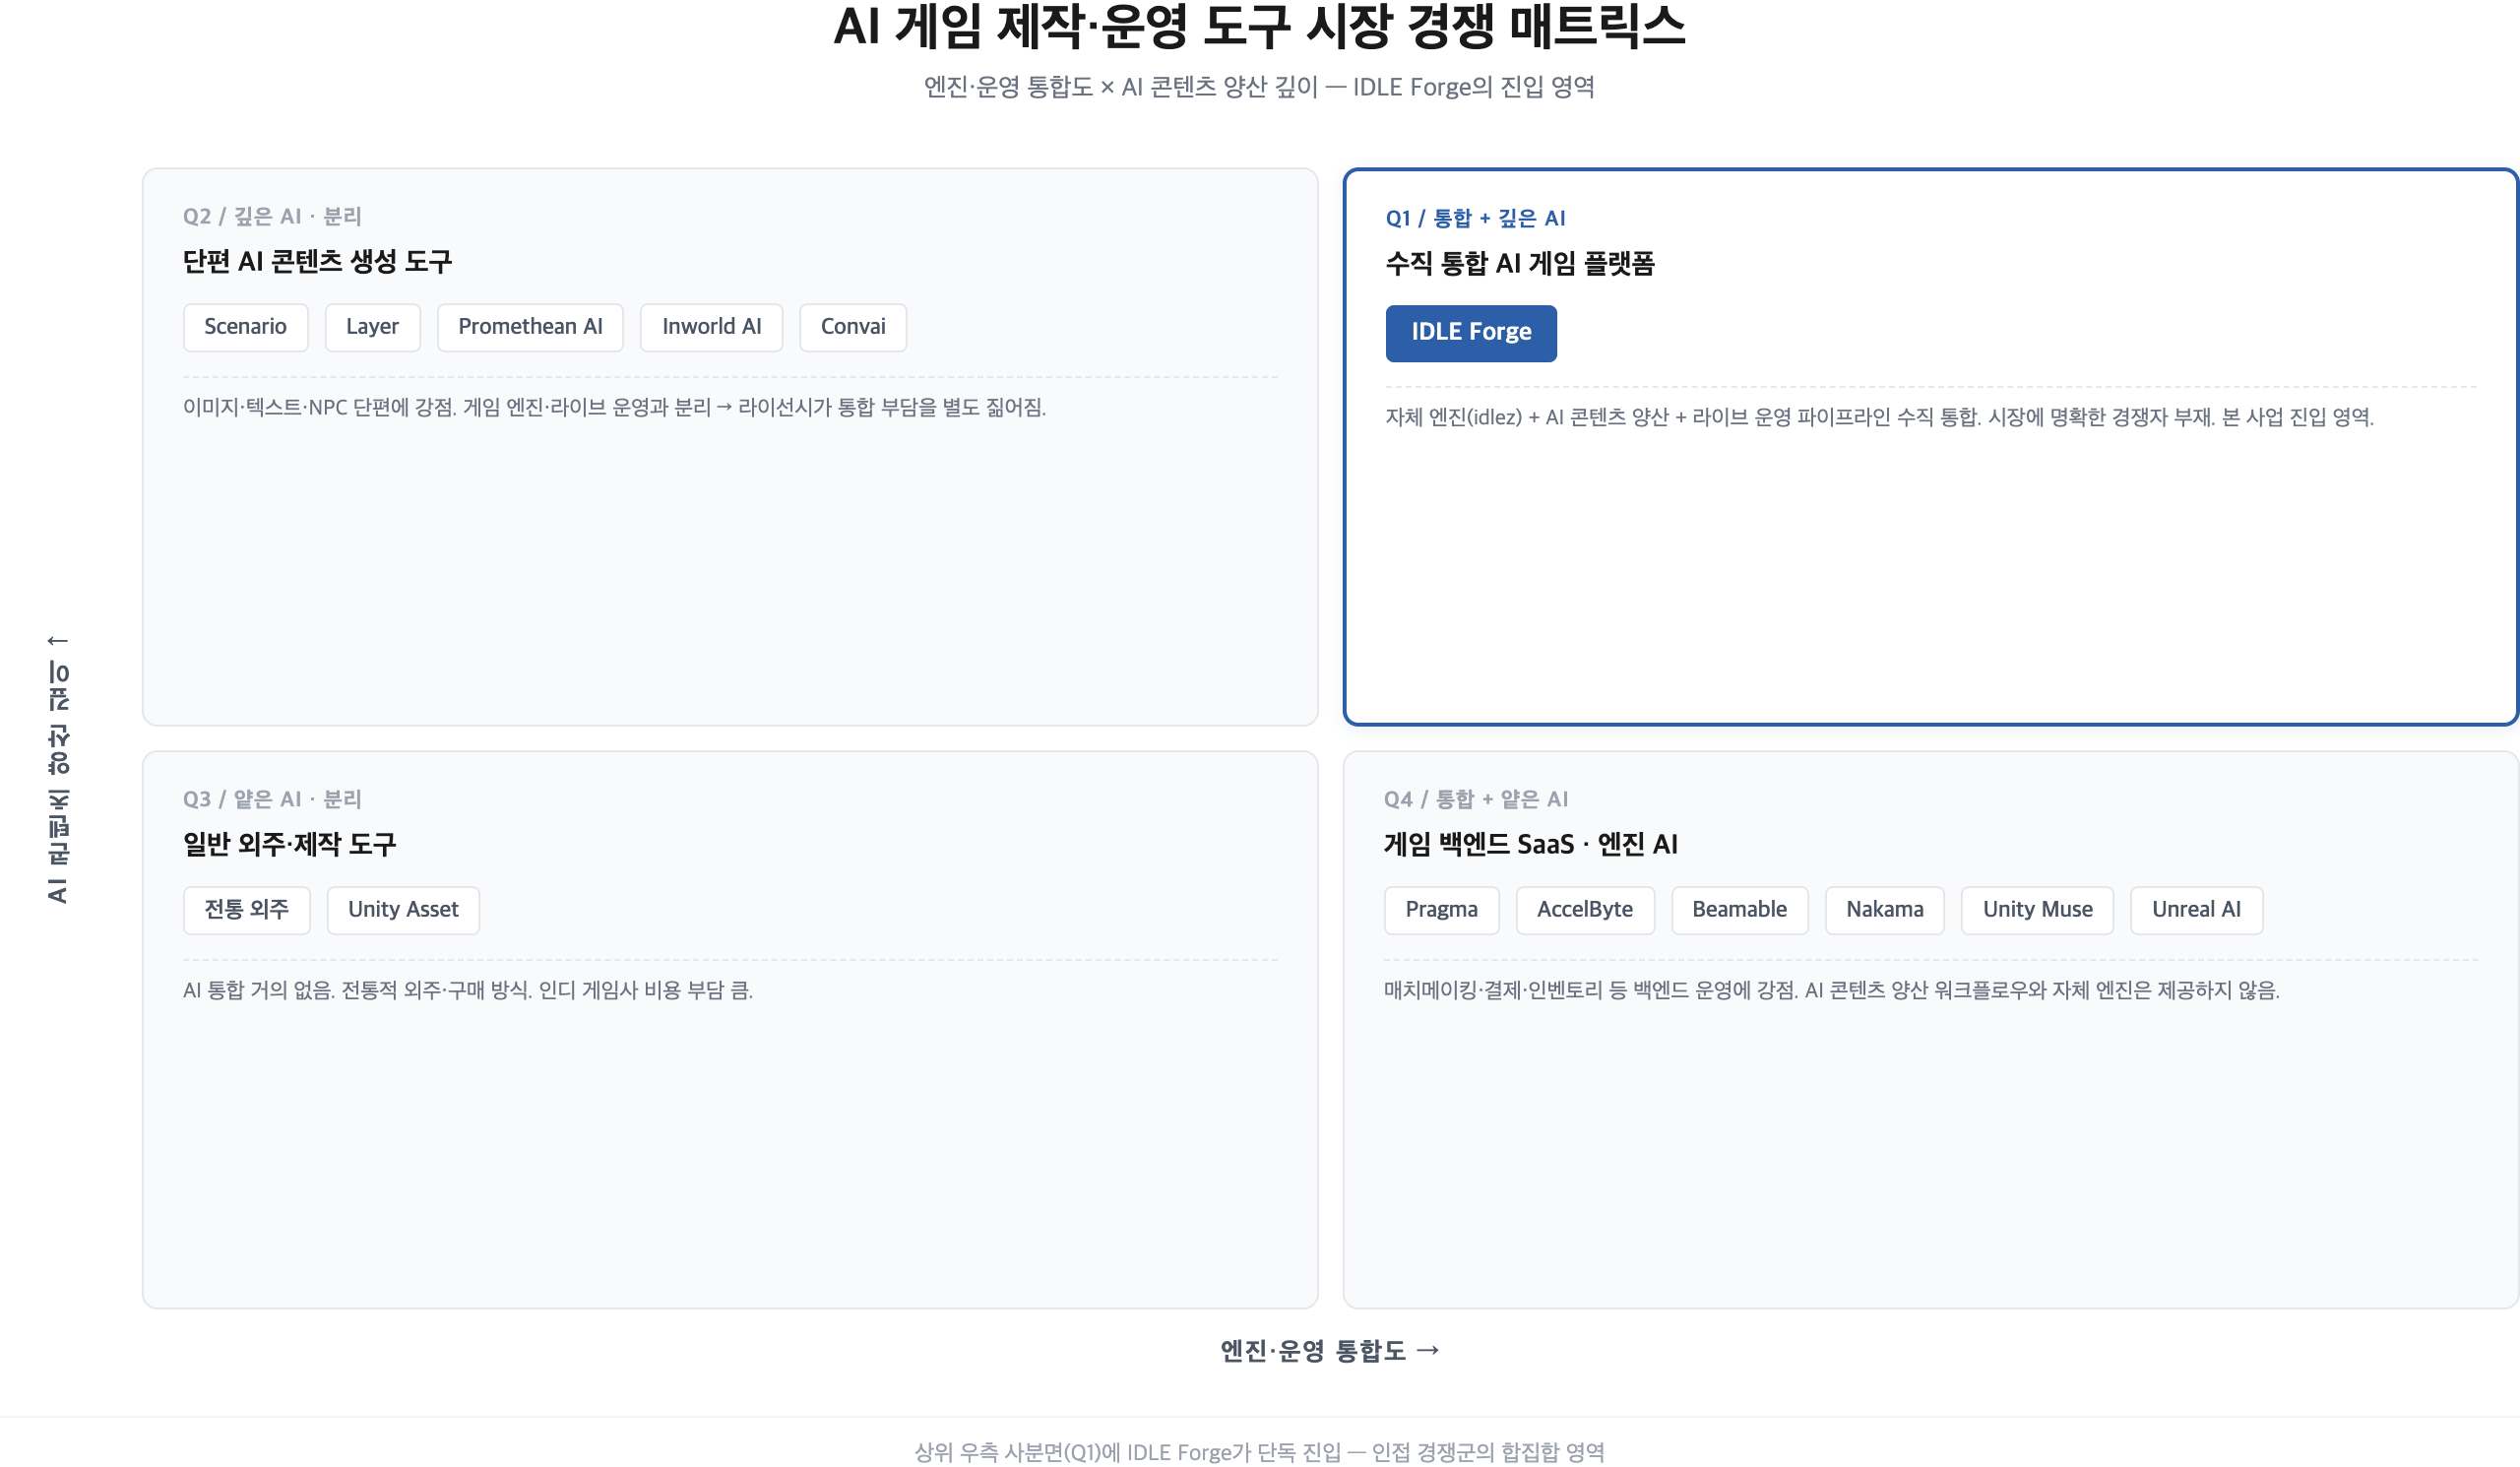 AI 게임 제작·운영 도구 시장 경쟁 매트릭스
엔진·운영 통합도 × AI 콘텐츠 양산 깊이 — IDLE Forge의 진입 영역
Q2 / 깊은 AI · 분리
단편 AI 콘텐츠 생성 도구
Scenario Layer Promethean AI Inworld AI Convai
이미지·텍스트·NPC 단편에 강점. 게임 엔진·라이브 운영과 분리 → 라이선시가 통합 부담을 별도 짊어짐.
Q1 / 통합 + 깊은 AI
수직 통합 AI 게임 플랫폼
IDLE Forge
자체 엔진(idlez) + AI 콘텐츠 양산 + 라이브 운영 파이프라인 수직 통합. 시장에 명확한 경쟁자 부재. 본 사업 진입 영역.
AI 콘텐츠 양산 깊이 →
Q3 / 얕은 AI · 분리
일반 외주·제작 도구
전통 외주 Unity Asset
AI 통합 거의 없음. 전통적 외주·구매 방식. 인디 게임사 비용 부담 큼.
Q4 / 통합 + 얕은 AI
게임 백엔드 SaaS · 엔진 AI
Pragma AccelByte Beamable Nakama Unity Muse Unreal AI
매치메이킹·결제·인벤토리 등 백엔드 운영에 강점. AI 콘텐츠 양산 워크플로우와 자체 엔진은 제공하지 않음.
엔진·운영 통합도 →
상위 우측 사분면(Q1)에 IDLE Forge가 단독 진입 — 인접 경쟁군의 합집합 영역